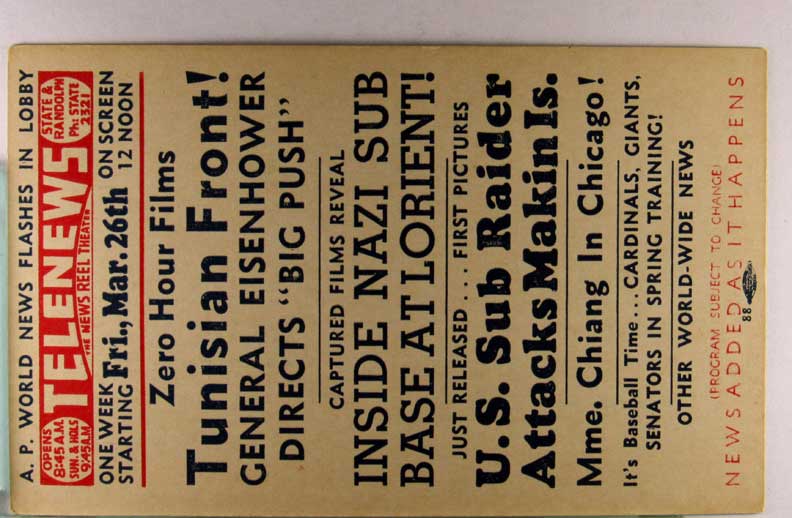 A. P. WORLD NEWS FLASHES IN LOBBY
OPENS
8:45 A.M.
SUN. & HOLS
9:45 A.M.
TELENEWS
THE NEWS REEL THEATER
STATE &
RANDOLPH
Ph: STATE
2321
ONE WEEK
STARTING Fri., Mar. 26th ON SCREEN
12 NOON
Zero Hour Films
Tunisian Front!
GENERAL EISENHOWER
DIRECTS "BIG PUSH"
CAPTURED FILMS REVEAL
INSIDE NAZI SUB
BASE AT LORIENT!
JUST RELEASED ... FIRST PICTURES
U. S. Sub Raider
Attacks Makin Is.
Mme. Chiang In Chicago!
It's Baseball Time ... CARDINALS, GIANTS,
SENATORS IN SPRING TRAINING!
OTHER WORLD-WIDE NEWS
(PROGRAM SUBJECT TO CHANGE)
NEWS ADDED AS IT HAPPENS
88